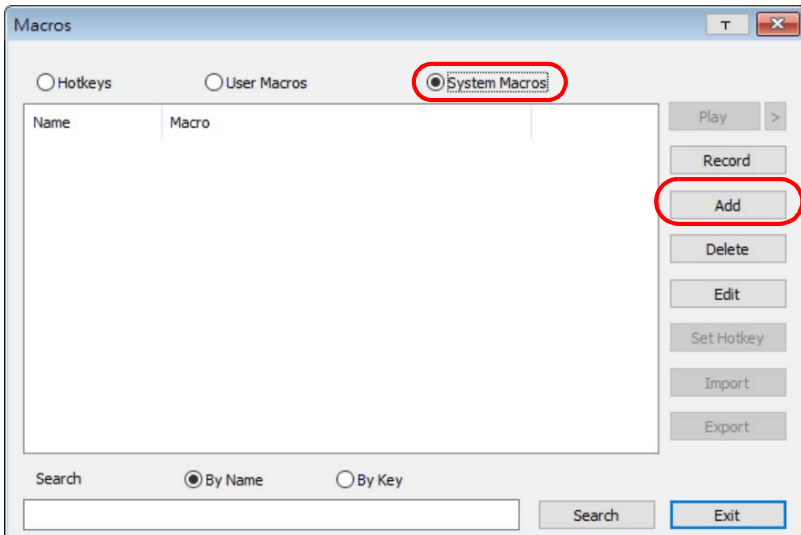 Macros
T
Hotkeys User Macros System Macros
Name Macro
Play >
Record
Add
Delete
Edit
Set Hotkey
Import
Export
Search By Name By Key
Search Exit